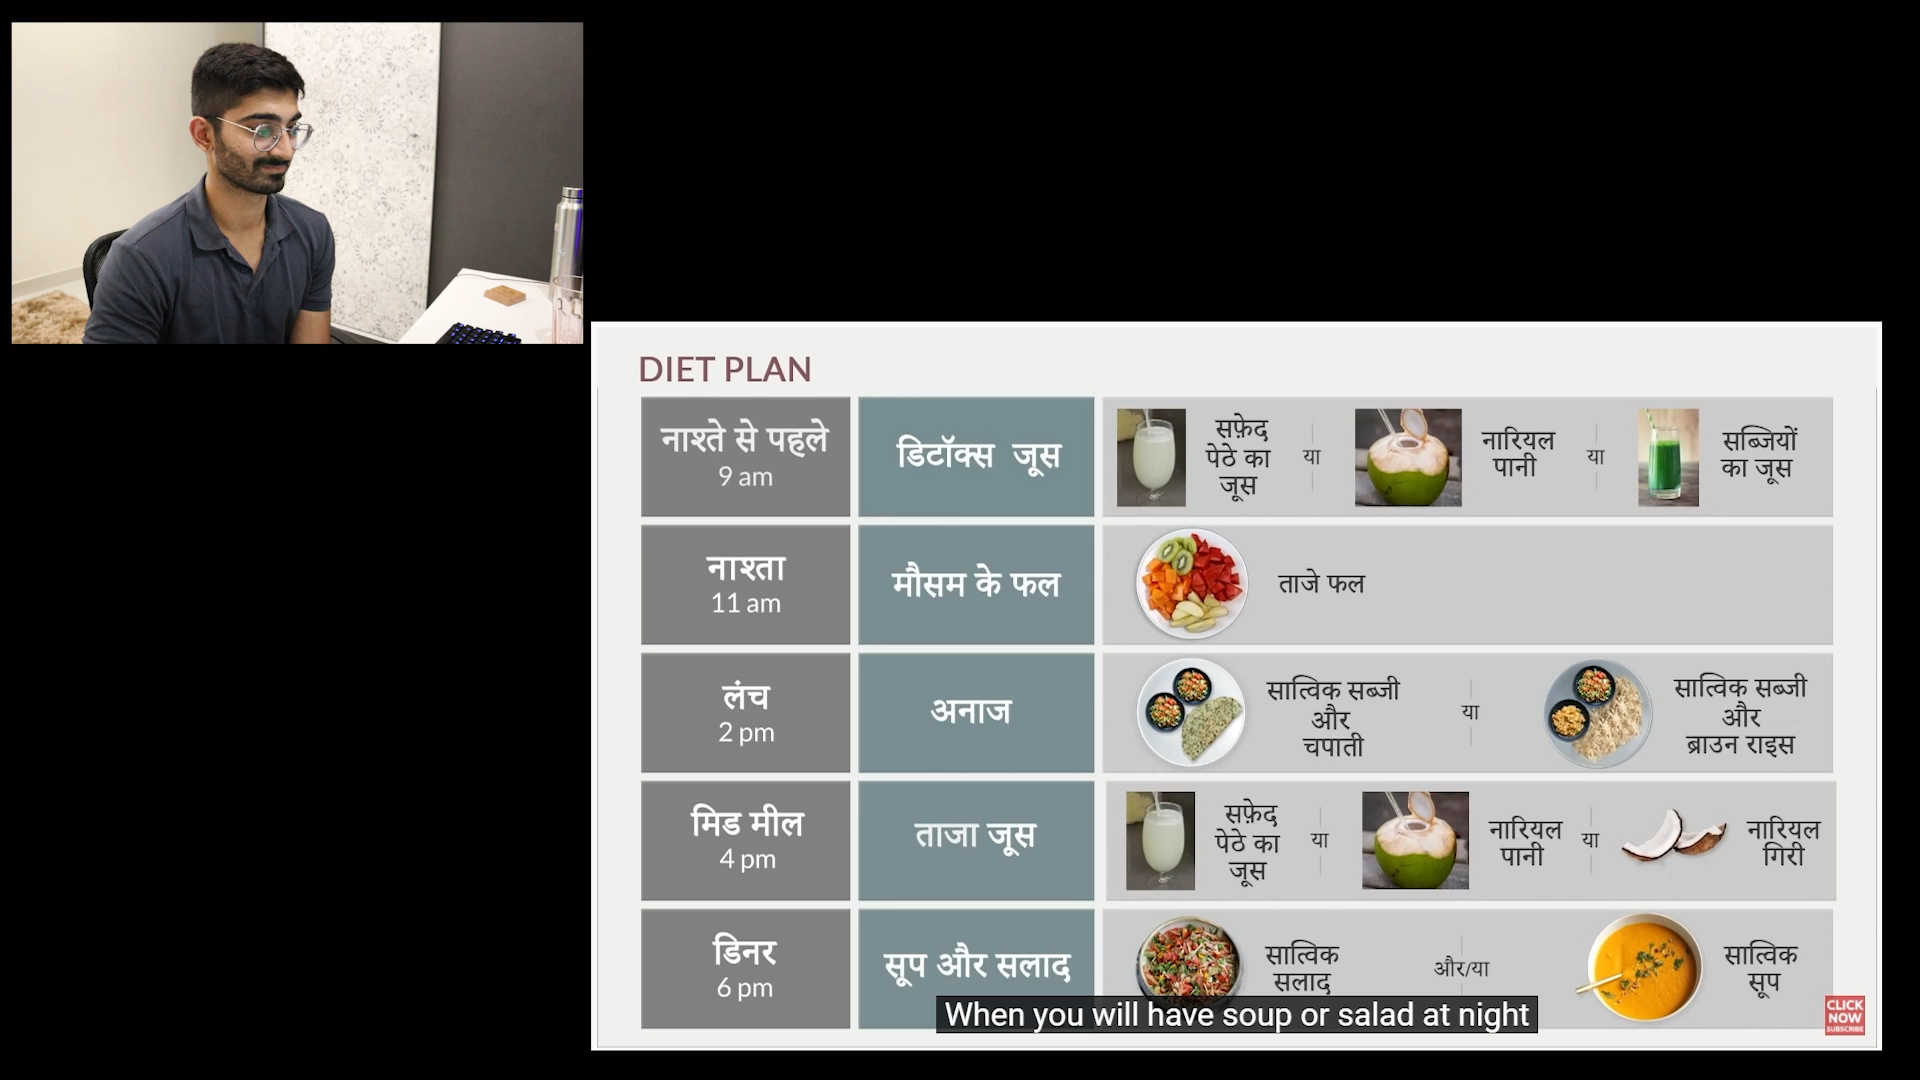 DIET PLAN
नाश्ते से पहले
9 am
डिटॉक्स जूस
सफ़ेद
पेठे का
जूस
या
नारियल
पानी
या
सब्जियों
का जूस
नाश्ता
11 am
मौसम के फल
ताजे फल
लंच
2 pm
अनाज
सात्विक सब्जी
और
चपाती
या
सात्विक सब्जी
और
ब्राउन राइस
मिड मील
4 pm
ताजा जूस
सफ़ेद
पेठे का
जूस
या
नारियल
पानी
या
नारियल
गिरी
डिनर
6 pm
सूप और सलाद
सात्विक
सलाद
और/या
सात्विक
सूप
When you will have soup or salad at night
CLICK
NOW
SUBSCRIBE